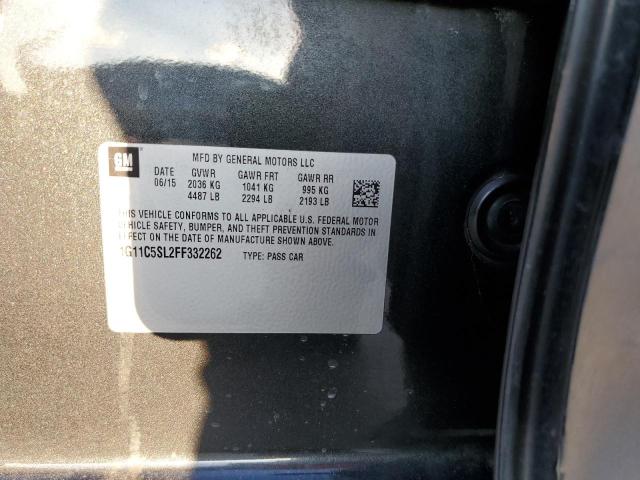 GM
MFD BY GENERAL MOTORS LLC
DATE GVWR GAWR FRT GAWR RR
06/15 2036 KG 1041 KG 995 KG
4487 LB 2294 LB 2193 LB
THIS VEHICLE CONFORMS TO ALL APPLICABLE U.S. FEDERAL MOTOR
VEHICLE SAFETY, BUMPER, AND THEFT PREVENTION STANDARDS IN
EFFECT ON THE DATE OF MANUFACTURE SHOWN ABOVE.
1G11C5SL2FF332262 TYPE: PASS CAR